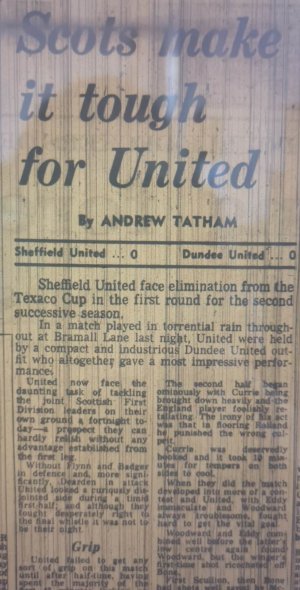 Scots make
it tough
for United
By ANDREW TATHAM
Sheffield United ... 0 Dundee United ... 0
Sheffield United face elimination from the
Texaco Cup in the first round for the second
successive season.
In a match played in torrential rain through-
out at Bramall Lane last night, United were held
by a compact and industrious Dundee United out-
fit who altogether gave a most impressive perfor-
mance.
United now face the
daunting task of tackling
the joint Scottish First
Division leaders on their
own ground a fortnight to-
day—a prospect they can
hardly relish without any
advantage established from
the first leg.
Without Flynn and Badger
in defence and, more signi-
ficantly, Dearden in attack
United looked a curiously dis-
jointed side during a timid
first-half; and although they
fought desperately right to
the final whistle it was not to
be their night.
Grip
United failed to get any
sort of grip on this match
until after half-time, having
spent the majority of the
The second half began
ominously with Currie being
brought down heavily and the
England player foolishly re-
taliating. The irony of his act
was that in flooring Rolland
he punished the wrong cul-
prit.
Currie was deservedly
booked and it took 10 min-
utes for tempers on both
sides to cool.
When they did the match
developed into more of a con-
test and United, with Eddy
immaculate and Woodward
always troublesome, fought
hard to get the vital goal.
Woodward and Eddy com-
bined well before the latter's
low centre again found
Woodward, but the winger's
first-time shot ricocheted off
Bone.
First Scullion, then Bone